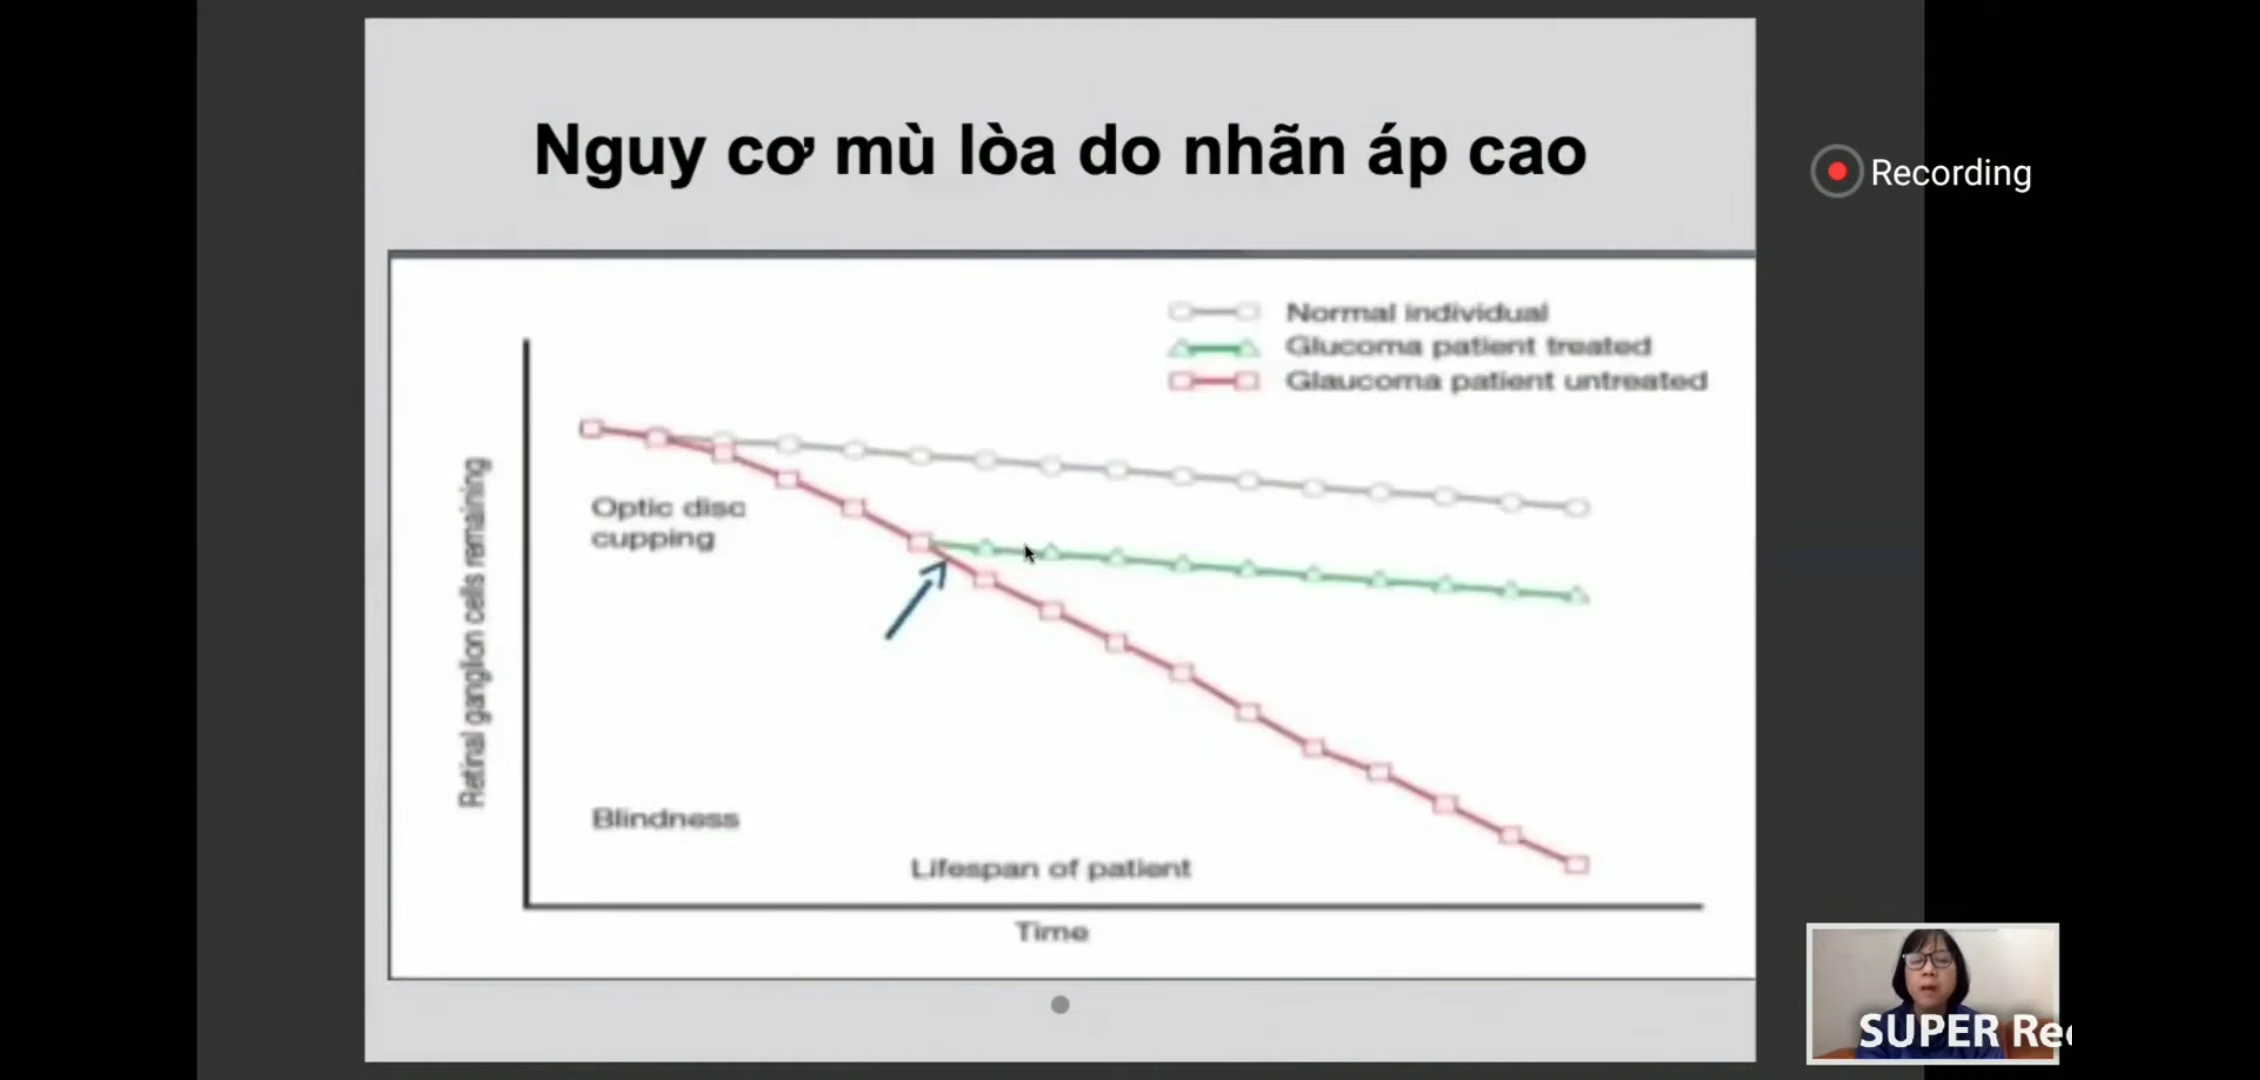 Nguy cơ mù lòa do nhãn áp cao
Recording
Normal individual
Glucoma patient treated
Glaucoma patient untreated
Retinal ganglion cells remaining
Optic disc
cupping
Blindness
Lifespan of patient
Time
SUPER Rec